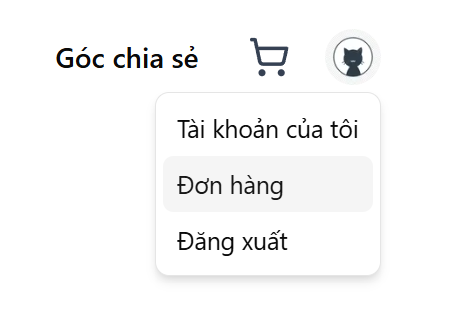 Góc chia sẻ
Tài khoản của tôi
Đơn hàng
Đăng xuất